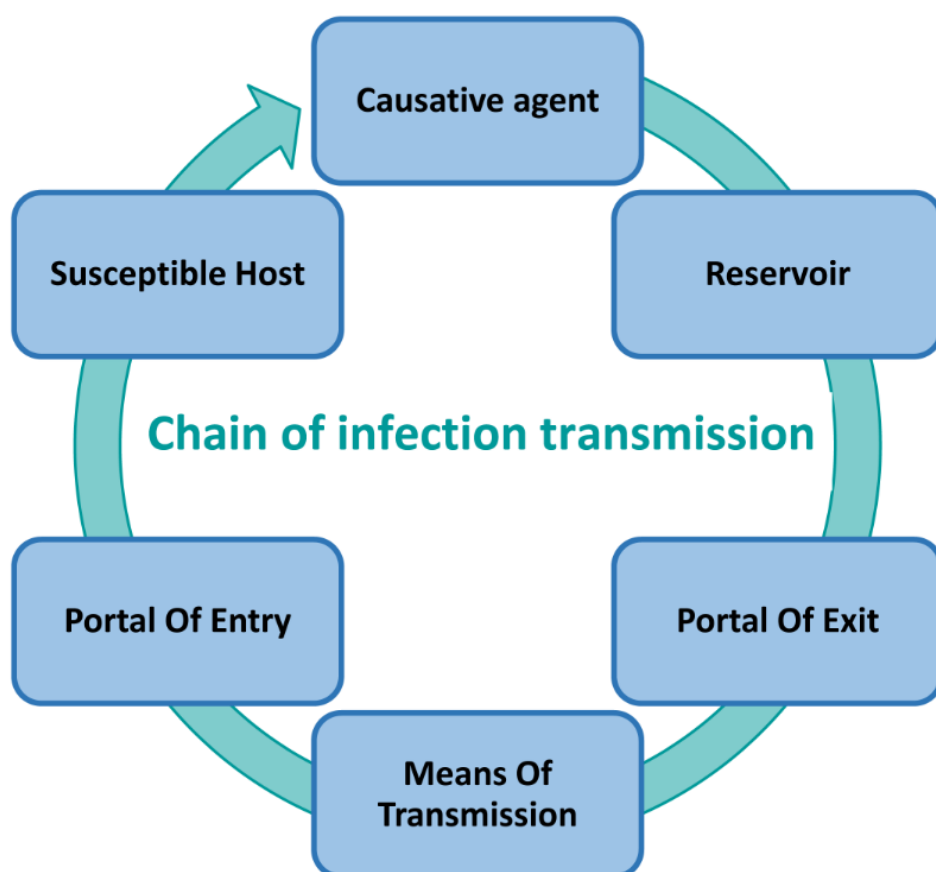 Causative agent
Reservoir
Portal Of Exit
Means Of
Transmission
Portal Of Entry
Susceptible Host
Chain of infection transmission